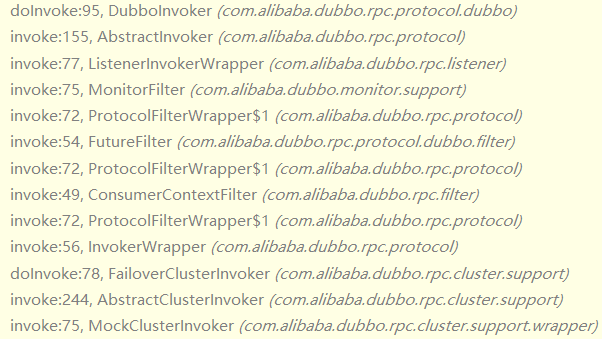 doInvoke:95, DubboInvoker (com.alibaba.dubbo.rpc.protocol.dubbo)
invoke:155, AbstractInvoker (com.alibaba.dubbo.rpc.protocol)
invoke:77, ListenerInvokerWrapper (com.alibaba.dubbo.rpc.listener)
invoke:75, MonitorFilter (com.alibaba.dubbo.monitor.support)
invoke:72, ProtocolFilterWrapper$1 (com.alibaba.dubbo.rpc.protocol)
invoke:54, FutureFilter (com.alibaba.dubbo.rpc.protocol.dubbo.filter)
invoke:72, ProtocolFilterWrapper$1 (com.alibaba.dubbo.rpc.protocol)
invoke:49, ConsumerContextFilter (com.alibaba.dubbo.rpc.filter)
invoke:72, ProtocolFilterWrapper$1 (com.alibaba.dubbo.rpc.protocol)
invoke:56, InvokerWrapper (com.alibaba.dubbo.rpc.protocol)
doInvoke:78, FailoverClusterInvoker (com.alibaba.dubbo.rpc.cluster.support)
invoke:244, AbstractClusterInvoker (com.alibaba.dubbo.rpc.cluster.support)
invoke:75, MockClusterInvoker (com.alibaba.dubbo.rpc.cluster.support.wrapper)